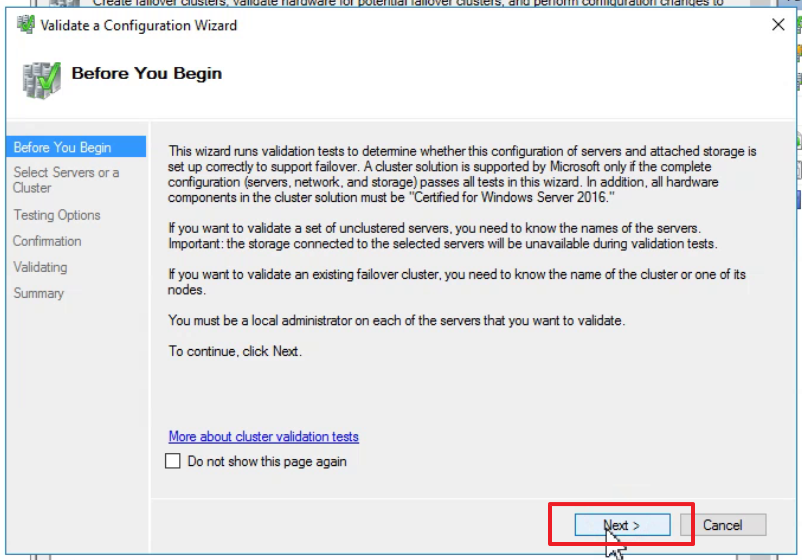 Create failover clusters, validate hardware for potential failover clusters, and perform configuration changes to
Validate a Configuration Wizard
Before You Begin
Before You Begin
Select Servers or a
Cluster
Testing Options
Confirmation
Validating
Summary
This wizard runs validation tests to determine whether this configuration of servers and attached storage is
set up correctly to support failover. A cluster solution is supported by Microsoft only if the complete
configuration (servers, network, and storage) passes all tests in this wizard. In addition, all hardware
components in the cluster solution must be "Certified for Windows Server 2016."
If you want to validate a set of unclustered servers, you need to know the names of the servers.
Important: the storage connected to the selected servers will be unavailable during validation tests.
If you want to validate an existing failover cluster, you need to know the name of the cluster or one of its
nodes.
You must be a local administrator on each of the servers that you want to validate.
To continue, click Next.
More about cluster validation tests
Do not show this page again
Next >
Cancel